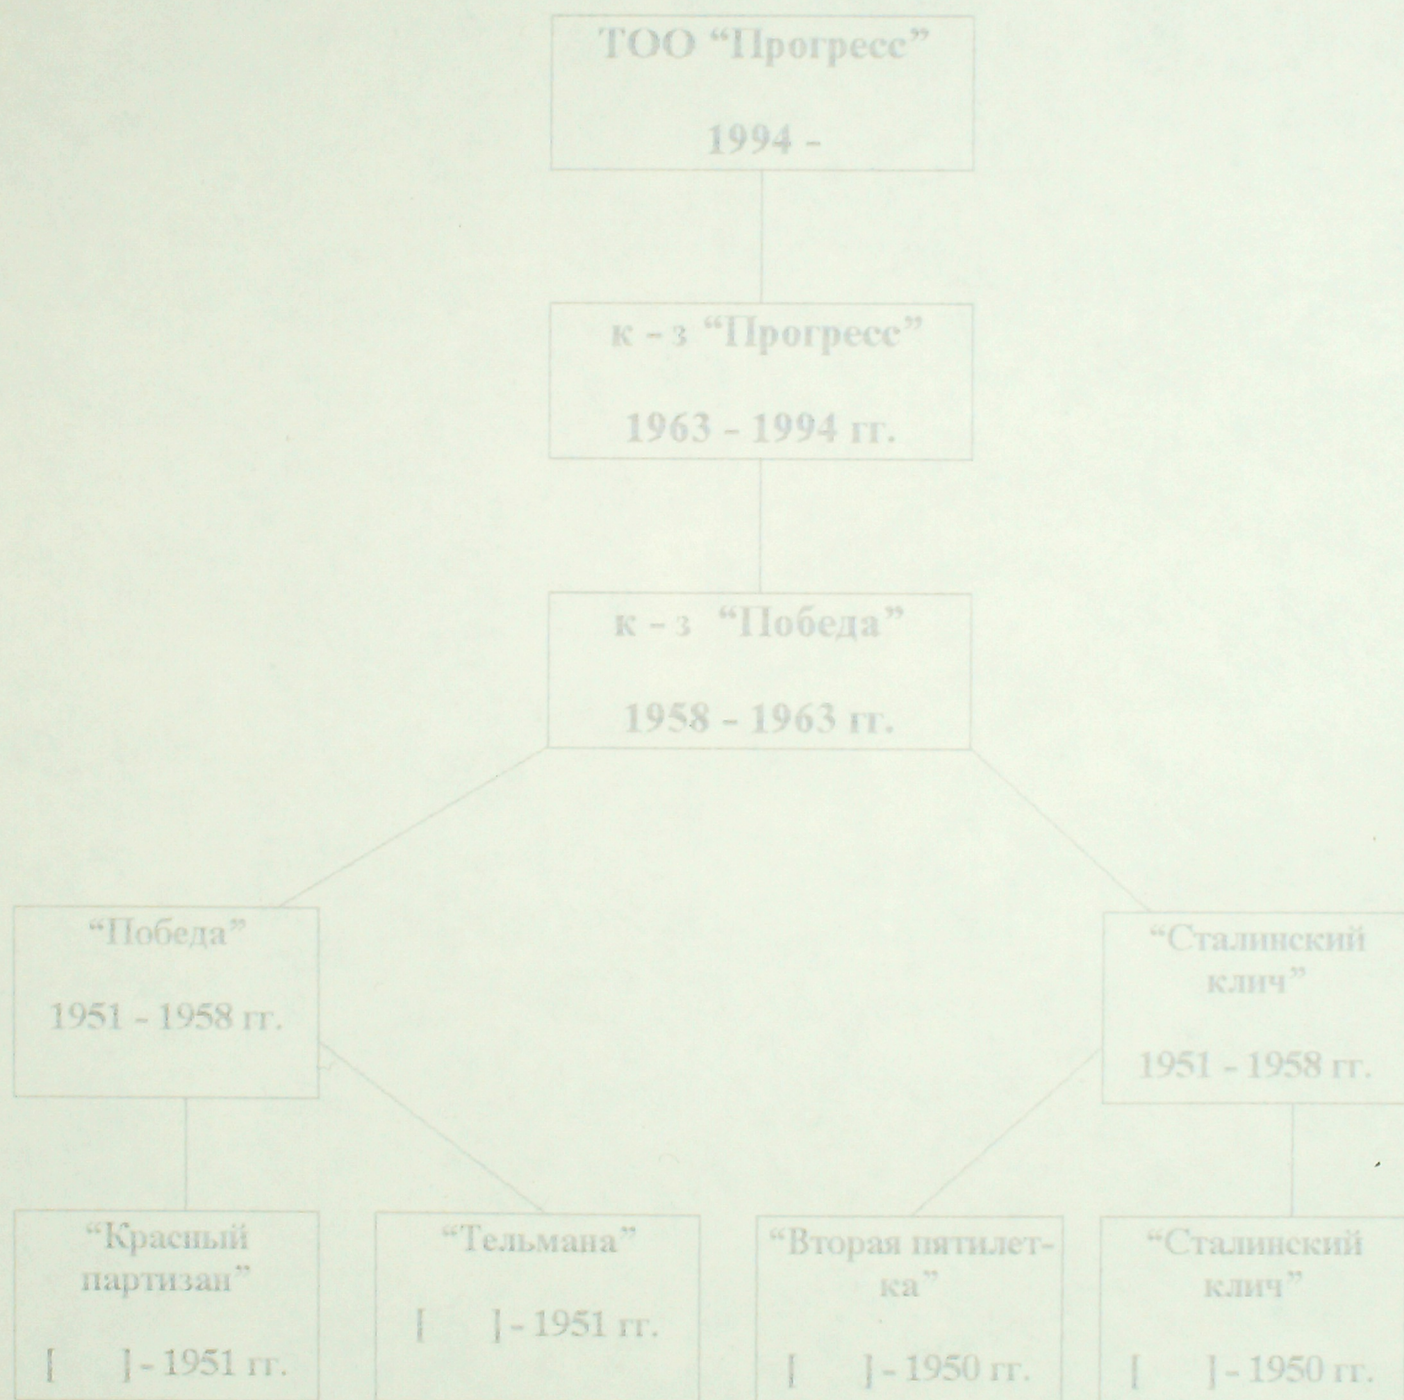 ТОО “Прогресс”
1994 -
к - з “Прогресс”
1963 - 1994 гг.
к - з “Победа”
1958 - 1963 гг.
“Победа”
1951 - 1958 гг.
“Сталинский
клич”
1951 - 1958 гг.
“Красный
партизан”
[ ] - 1951 гг.
“Тельмана”
[ ] - 1951 гг.
“Вторая пятилет-
ка”
[ ] - 1950 гг.
“Сталинский
клич”
[ ] - 1950 гг.